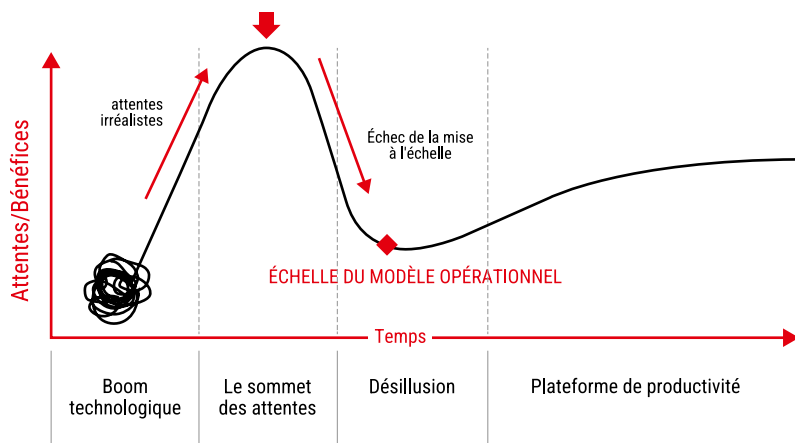 attentes
irréalistes
Échec de la mise
à l'échelle
Attentes/Bénéfices
ÉCHELLE DU MODÈLE OPÉRATIONNEL
Temps
Boom
technologique
Le sommet
des attentes
Désillusion
Plateforme de productivité